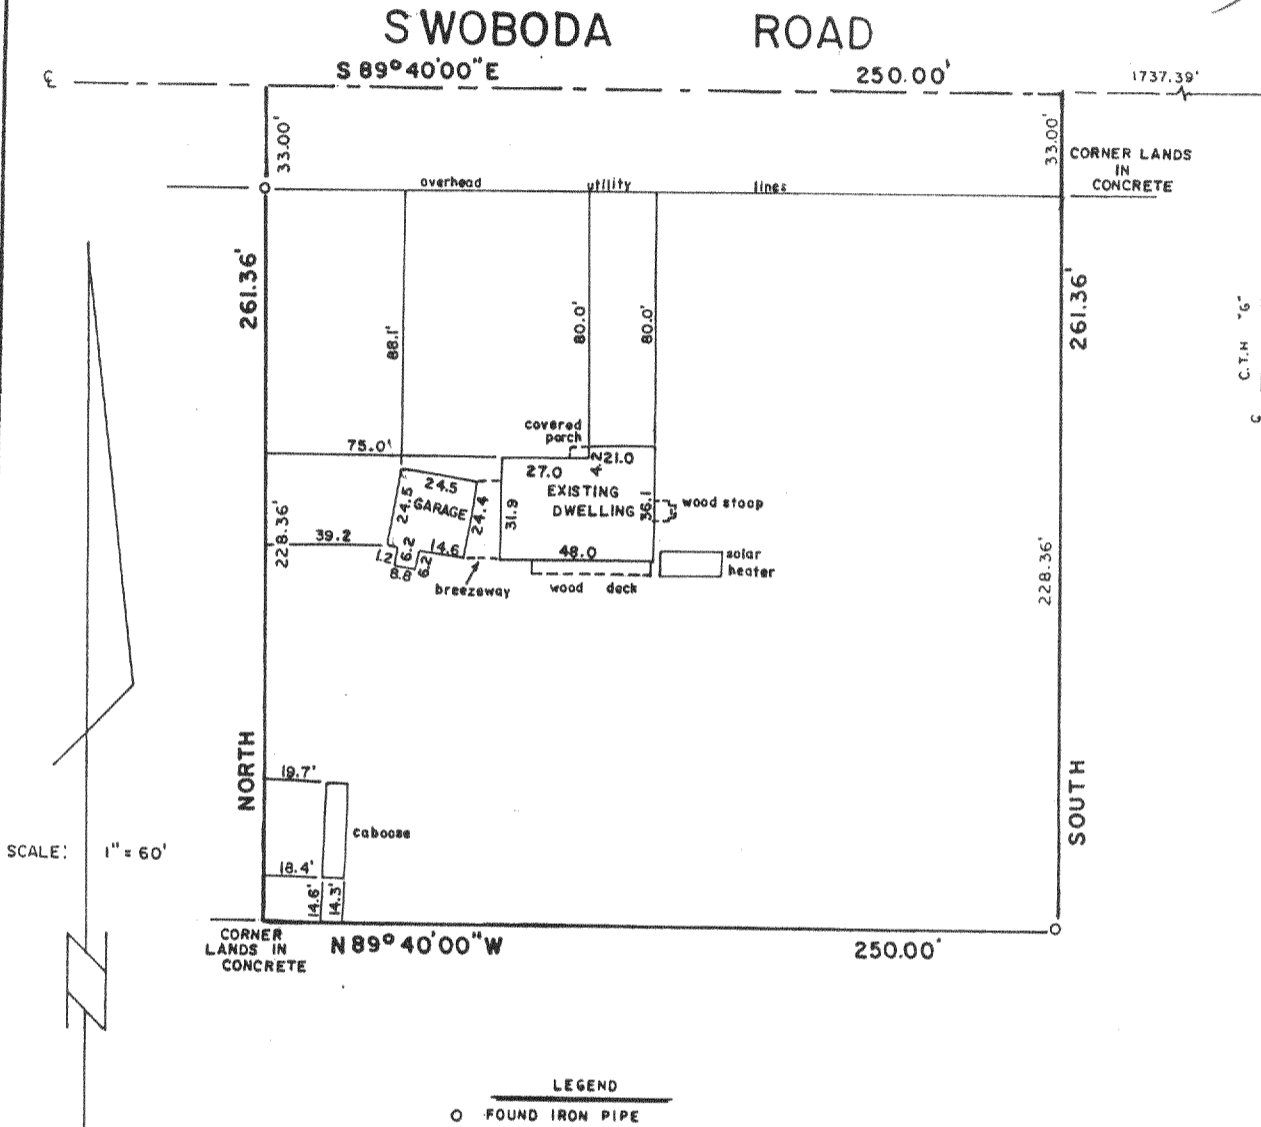 SWOBODA ROAD
℄ S 89° 40' 00" E 250.00' 1737.39'
33.00' 33.00'
CORNER LANDS
IN
CONCRETE
overhead utility lines
261.36' 261.36'
88.1' 80.0' 80.0'
C.T.H "G"
covered
porch
75.0'
27.0 4.2 21.0
24.5
24.5 GARAGE 24.4
31.9 EXISTING
DWELLING 36.1
wood stoop
39.2
228.36' 228.36'
1.2 6.2 14.6 48.0
8.8 6.2
solar
heater
breezeway wood deck
NORTH SOUTH
19.7'
caboose
SCALE: 1" = 60'
18.4'
14.6' 14.3'
CORNER
LANDS IN
CONCRETE
N 89° 40' 00" W 250.00'
LEGEND
O FOUND IRON PIPE